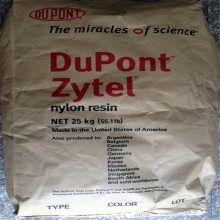 DUPONT
The miracles of science®
DuPont™
Zytel®
nylon resin
NET 25 kg (55.11lb)
Made in the United States of America
Also produced in
Argentina
Belgium
Canada
China
Germany
Japan
Korea
Mexico
Netherlands
Singapore
South Africa
and sold worldwide
TYPE COLOR LOT